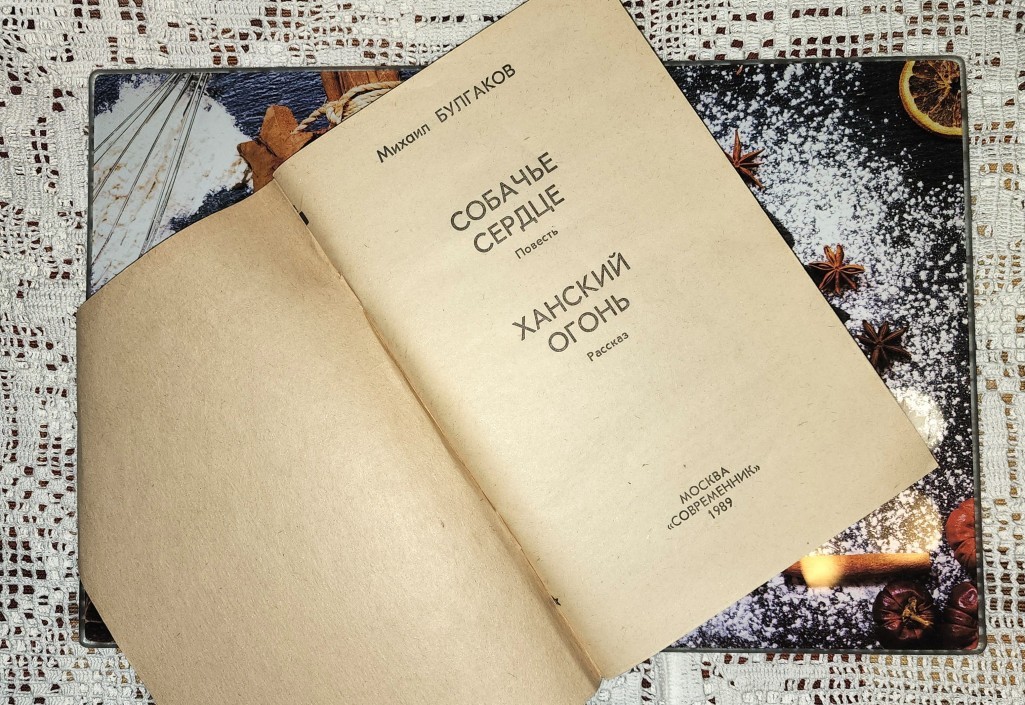 Михаил БУЛГАКОВ
СОБАЧЬЕ
СЕРДЦЕ
Повесть
ХАНСКИЙ
ОГОНЬ
Рассказ
МОСКВА
«СОВРЕМЕННИК»
1989